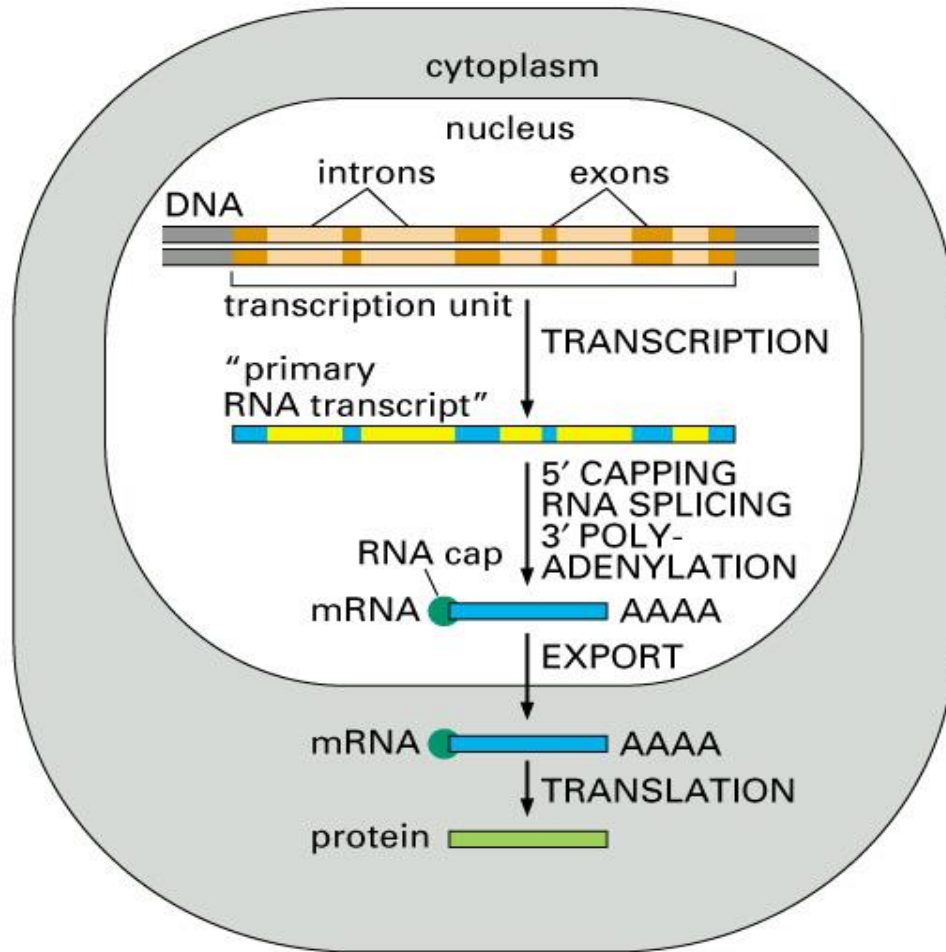 cytoplasm
nucleus
introns
exons
DNA
transcription unit
TRANSCRIPTION
“primary
RNA transcript”
5′ CAPPING
RNA SPLICING
3′ POLY-
ADENYLATION
RNA cap
mRNA
AAAA
EXPORT
mRNA
AAAA
TRANSLATION
protein